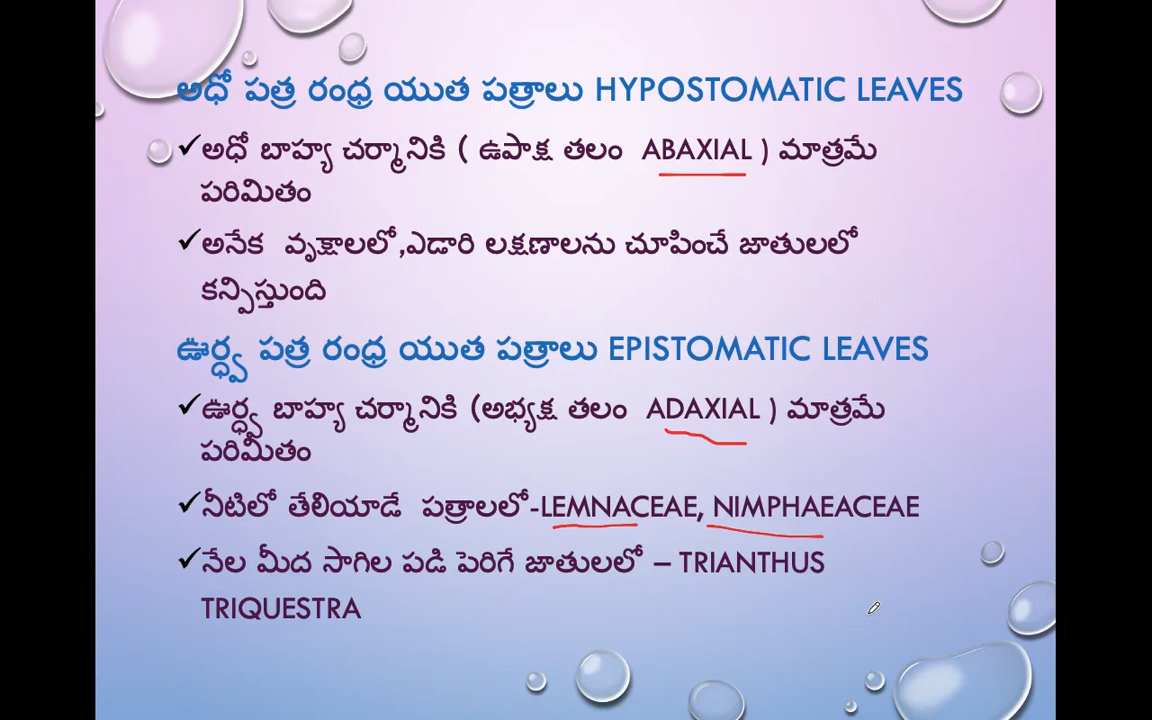 అధో పత్ర రంధ్ర యుత పత్రాలు HYPOSTOMATIC LEAVES
✓అధో బాహ్య చర్మానికి ( ఉపాక్ష తలం ABAXIAL ) మాత్రమే
పరిమితం
✓అనేక వృక్షాలలో,ఎడారి లక్షణాలను చూపించే జాతులలో
కన్పిస్తుంది
ఊర్ధ్వ పత్ర రంధ్ర యుత పత్రాలు EPISTOMATIC LEAVES
✓ఊర్ధ్వ బాహ్య చర్మానికి (అభ్యక్ష తలం ADAXIAL ) మాత్రమే
పరిమితం
✓నీటిలో తేలియాడే పత్రాలలో-LEMNACEAE, NIMPHAEACEAE
✓నేల మీద సాగిల పడి పెరిగే జాతులలో – TRIANTHUS
TRIQUESTRA